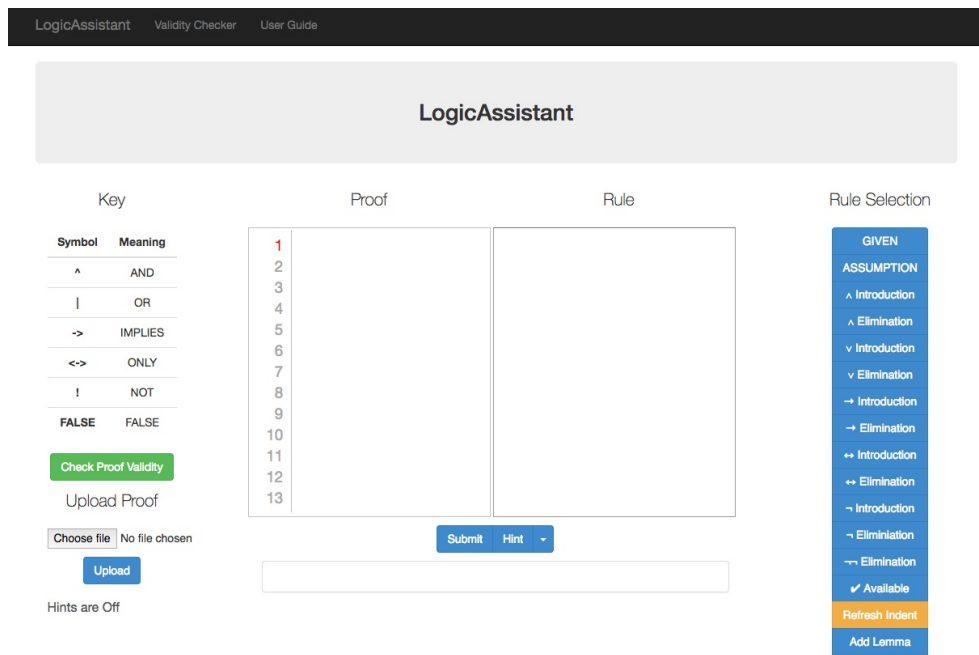 LogicAssistant Validity Checker User Guide
LogicAssistant
Key
Symbol Meaning
^ AND
| OR
-> IMPLIES
<-> ONLY
! NOT
FALSE FALSE
Check Proof Validity
Upload Proof
Choose file No file chosen
Upload
Hints are Off
Proof
1
2
3
4
5
6
7
8
9
10
11
12
13
Rule
Submit Hint
Rule Selection
GIVEN
ASSUMPTION
∧ Introduction
∧ Elimination
∨ Introduction
∨ Elimination
→ Introduction
→ Elimination
↔ Introduction
↔ Elimination
¬ Introduction
¬ Eliminiation
¬¬ Elimination
✔ Available
Refresh Indent
Add Lemma